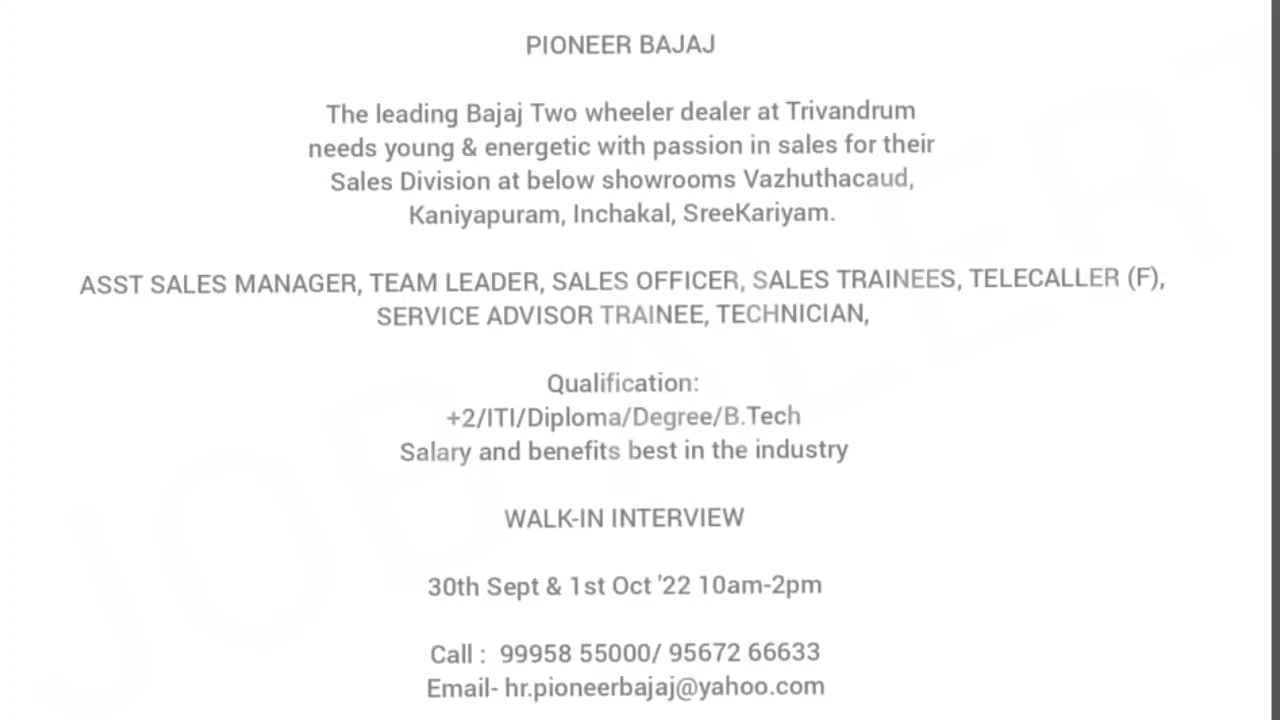 PIONEER BAJAJ
The leading Bajaj Two wheeler dealer at Trivandrum
needs young & energetic with passion in sales for their
Sales Division at below showrooms Vazhuthacaud,
Kaniyapuram, Inchakal, SreeKariyam.
ASST SALES MANAGER, TEAM LEADER, SALES OFFICER, SALES TRAINEES, TELECALLER (F),
SERVICE ADVISOR TRAINEE, TECHNICIAN,
Qualification:
+2/ITI/Diploma/Degree/B.Tech
Salary and benefits best in the industry
WALK-IN INTERVIEW
30th Sept & 1st Oct '22 10am-2pm
Call : 99958 55000/ 95672 66633
Email- hr.pioneerbajaj@yahoo.com